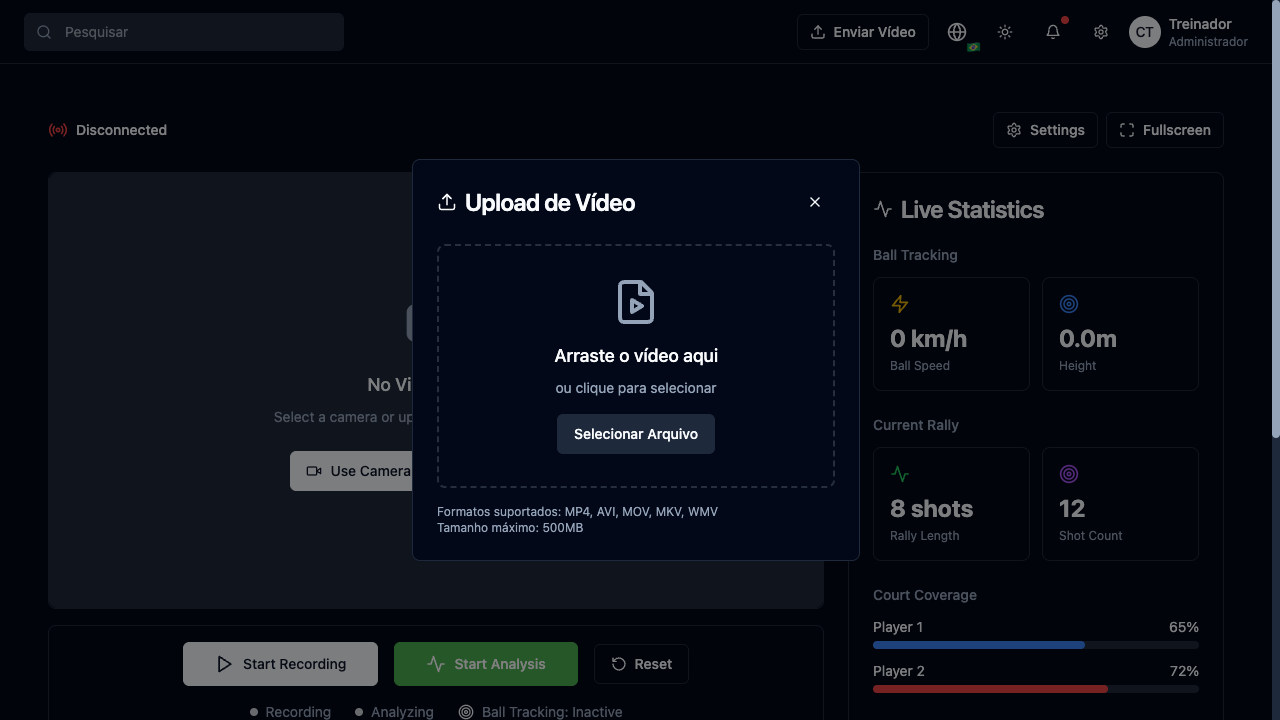 Pesquisar
Enviar Vídeo
CT
Treinador
Administrador
Disconnected
Settings
Fullscreen
Upload de Vídeo
Arraste o vídeo aqui
ou clique para selecionar
Selecionar Arquivo
Formatos suportados: MP4, AVI, MOV, MKV, WMV
Tamanho máximo: 500MB
No Vi
Select a camera or up
Use Camera
Start Recording
Start Analysis
Reset
Recording
Analyzing
Ball Tracking: Inactive
Live Statistics
Ball Tracking
0 km/h
Ball Speed
0.0m
Height
Current Rally
8 shots
Rally Length
12
Shot Count
Court Coverage
Player 1 65%
Player 2 72%